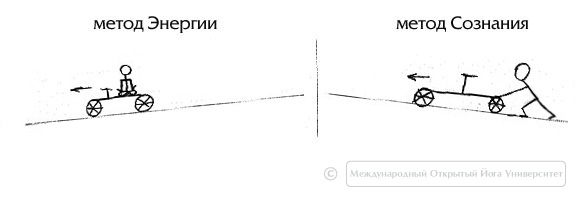 метод Энергии
метод Сознания
© Международный Открытый Йога Университет